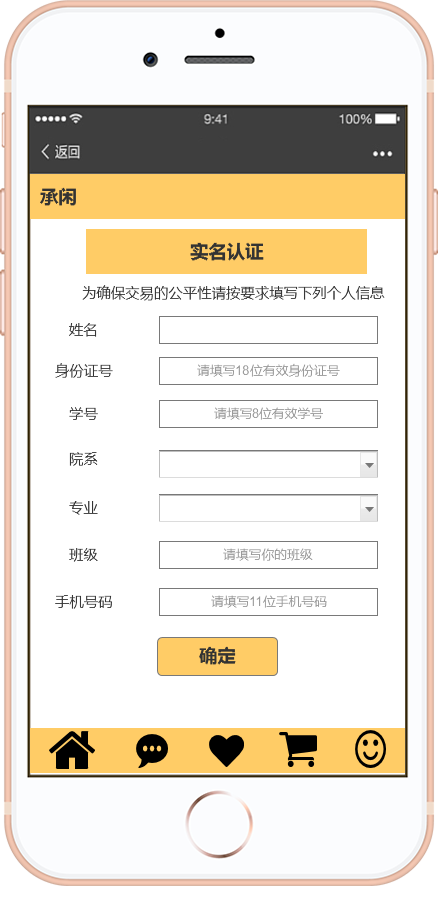 9:41
100%
返回
承闲
实名认证
为确保交易的公平性请按要求填写下列个人信息
姓名
身份证号
请填写18位有效身份证号
学号
请填写8位有效学号
院系
专业
班级
请填写你的班级
手机号码
请填写11位手机号码
确定